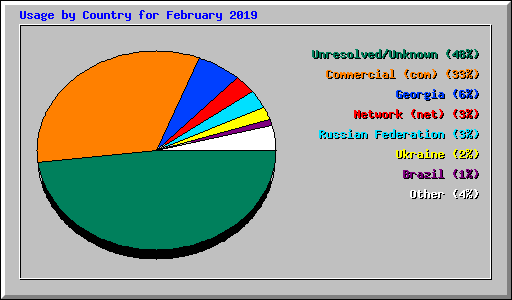 Usage by Country for February 2019
Unresolved/Unknown (48%)
Commercial (com) (33%)
Georgia (6%)
Network (net) (3%)
Russian Federation (3%)
Ukraine (2%)
Brazil (1%)
Other (4%)